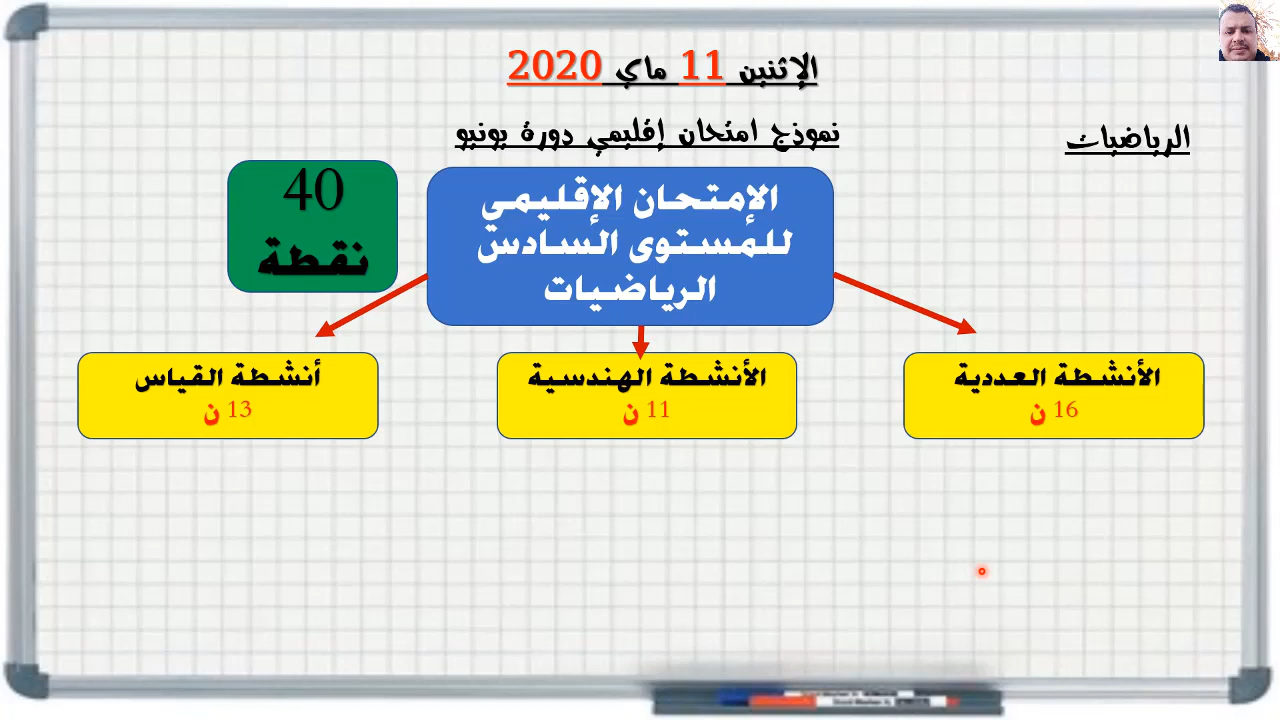 الإثنين 11 ماي 2020
الرياضيات
نموذج امتحان إقليمي دورة يونيو
الإمتحان الإقليمي
للمستوى السادس
الرياضيات
40
نقطة
الأنشطة العددية
16 ن
الأنشطة الهندسية
11 ن
أنشطة القياس
13 ن